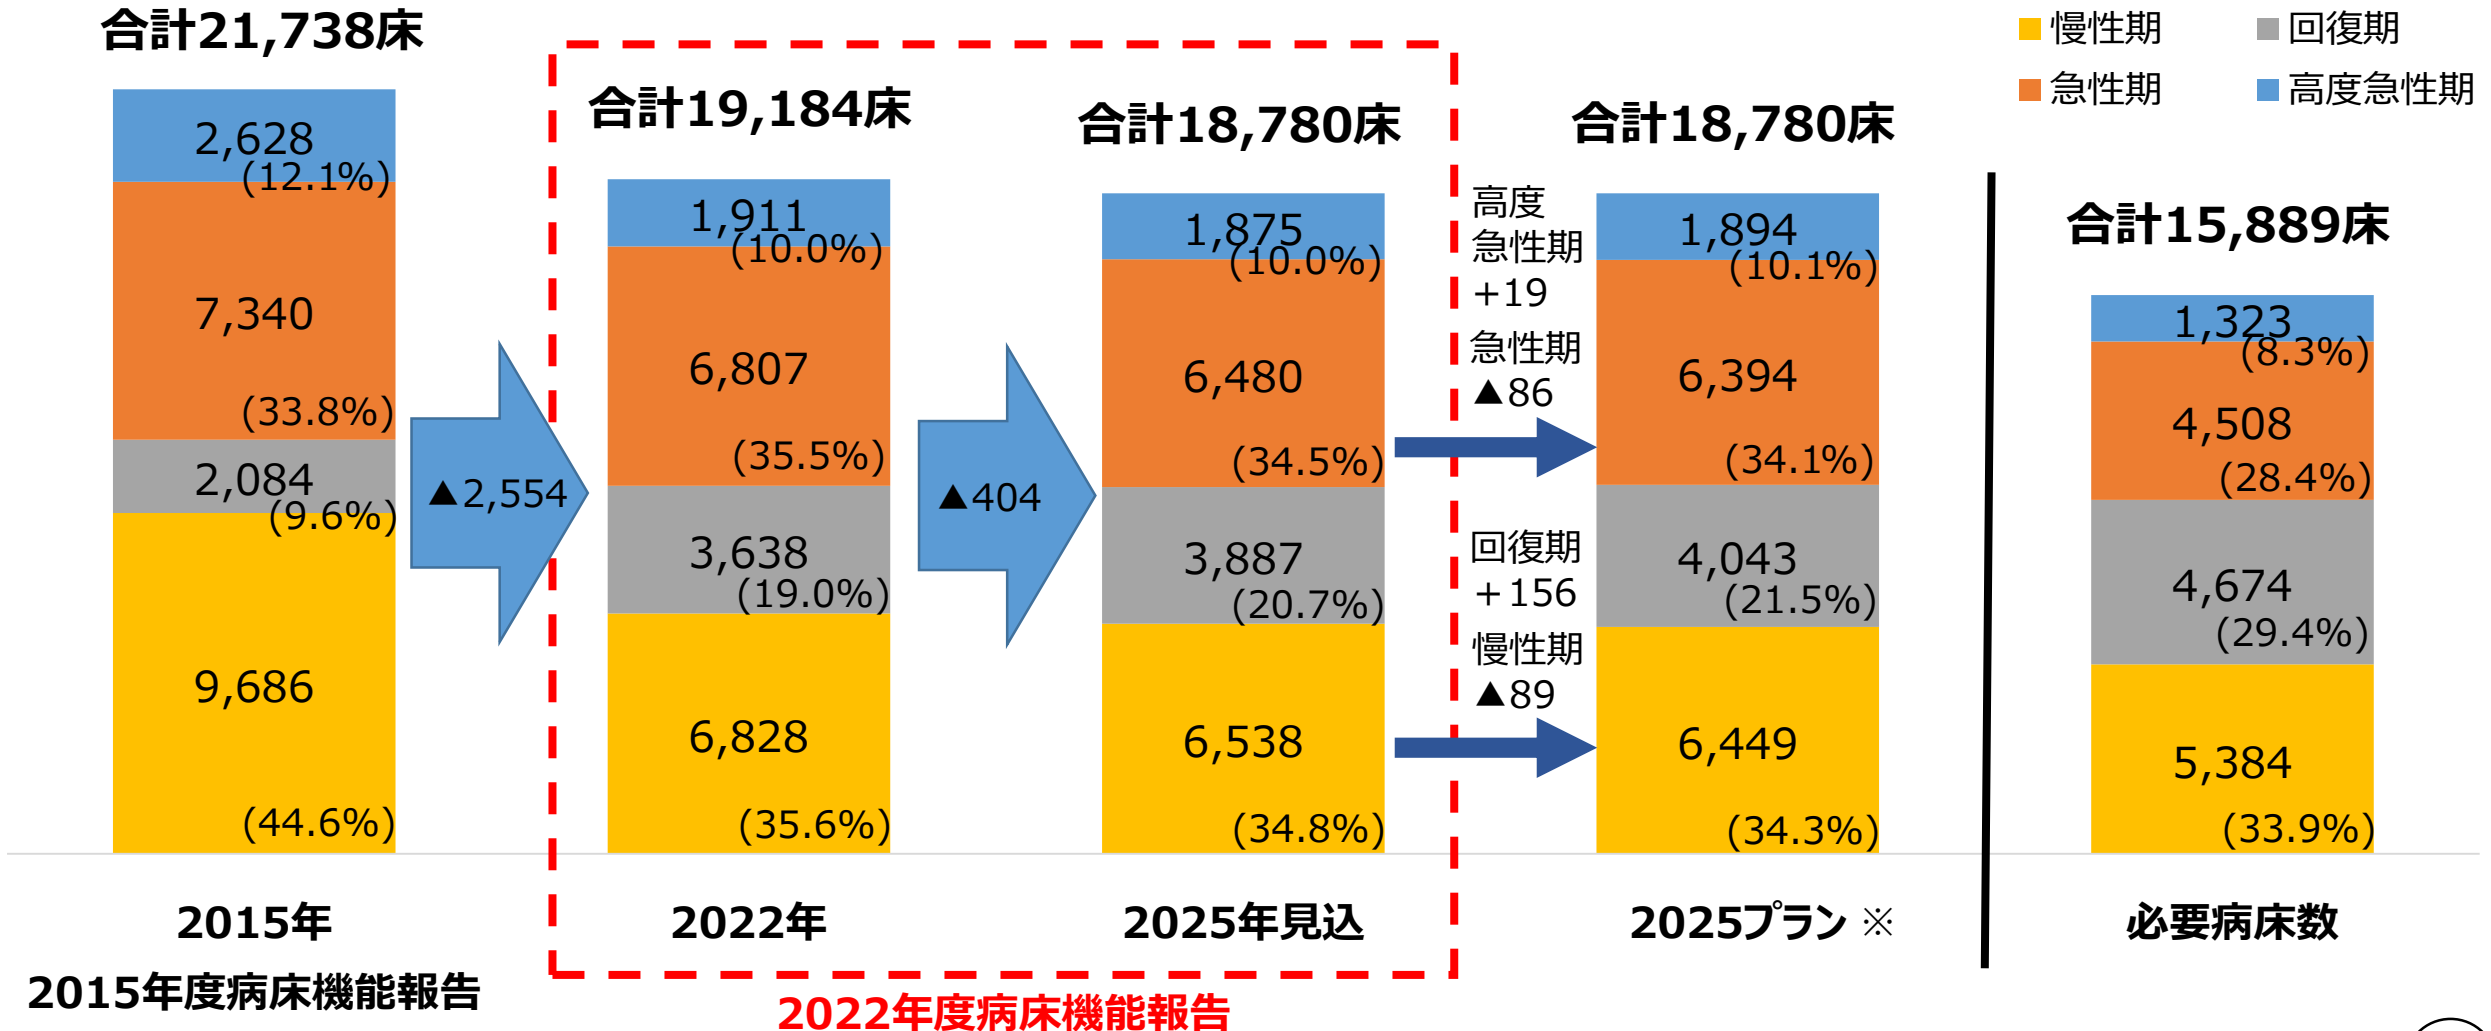 慢性期
回復期
急性期
高度急性期
合計21,738床
2,628
(12.1%)
7,340
(33.8%)
2,084
(9.6%)
9,686
(44.6%)
2015年
2015年度病床機能報告
▲2,554
合計19,184床
1,911
(10.0%)
6,807
(35.5%)
3,638
(19.0%)
6,828
(35.6%)
2022年
▲404
合計18,780床
1,875
(10.0%)
6,480
(34.5%)
3,887
(20.7%)
6,538
(34.8%)
2025年見込
2022年度病床機能報告
高度
急性期
+19
急性期
▲86
回復期
+156
慢性期
▲89
合計18,780床
1,894
(10.1%)
6,394
(34.1%)
4,043
(21.5%)
6,449
(34.3%)
2025プラン ※
合計15,889床
1,323
(8.3%)
4,508
(28.4%)
4,674
(29.4%)
5,384
(33.9%)
必要病床数